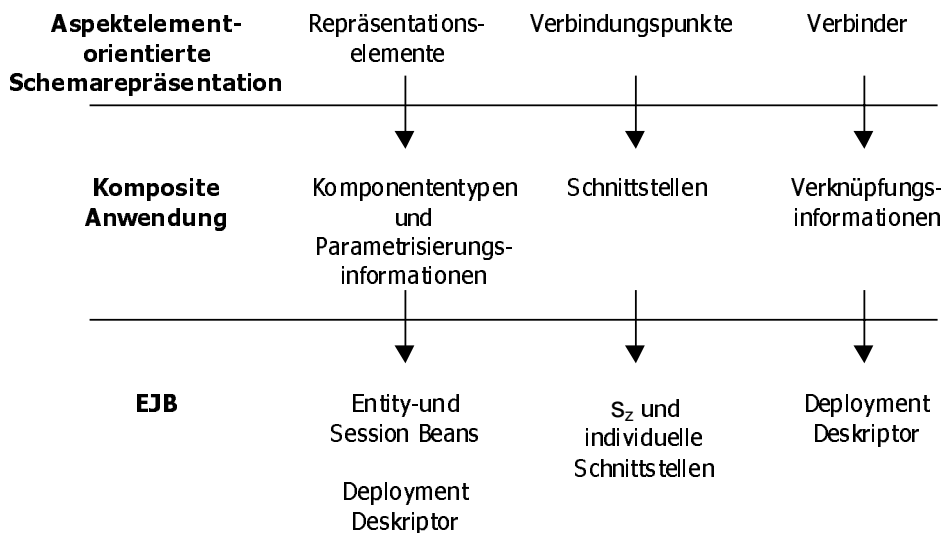 Aspektelement-
orientierte
Schemarepräsentation
Repräsentations-
elemente
Verbindungspunkte
Verbinder
Komposite
Anwendung
Komponententypen
und
Parametrisierungs-
informationen
Schnittstellen
Verknüpfungs-
informationen
EJB
Entity-und
Session Beans
Deployment
Deskriptor
Sz und
individuelle
Schnittstellen
Deployment
Deskriptor